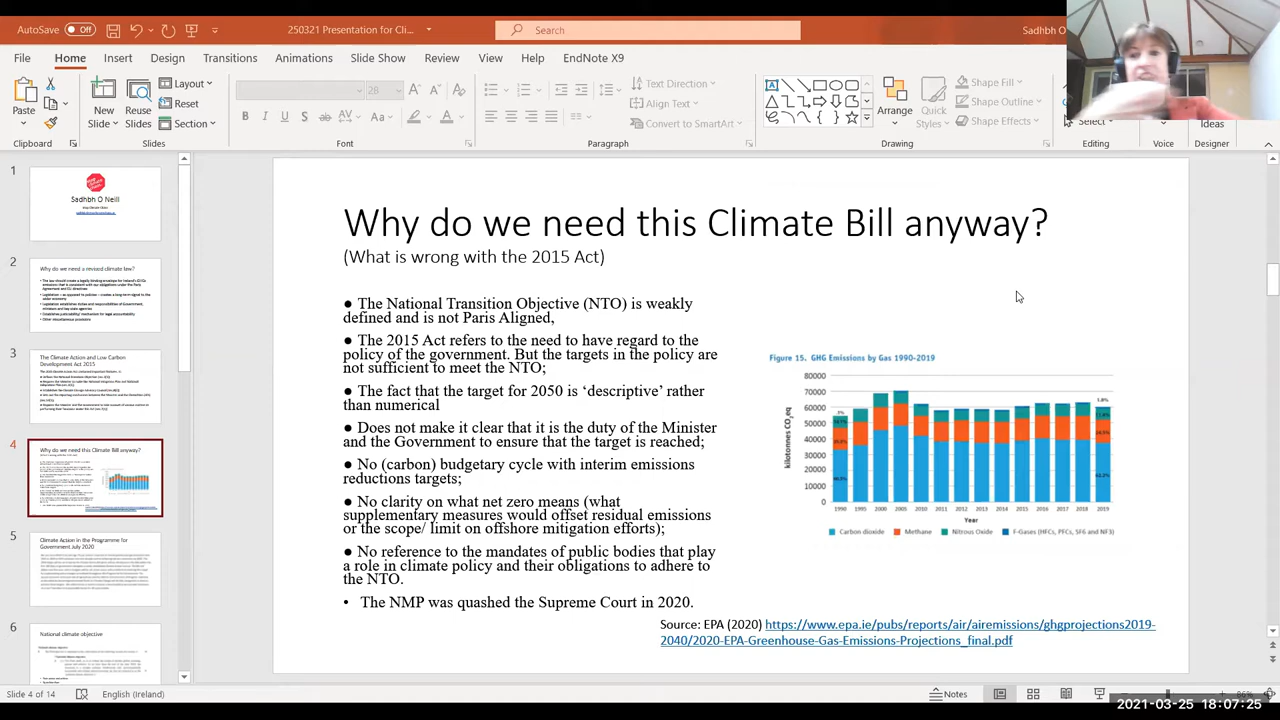 AutoSave Off
250321 Presentation for Cli...
Search
Sadhbh O
File Home Insert Draw Design Transitions Animations Slide Show Review View Help EndNote X9
Paste
New
Slide
Reuse
Slides
Layout
Reset
Section
28
Text Direction
Align Text
Convert to SmartArt
Arrange
Quick
Styles
Shape Fill
Shape Outline
Shape Effects
Select
Ideas
Clipboard Slides Font Paragraph Drawing Editing Voice Designer
1
Sadhbh O Neill
2
Why do we need a revised climate law?
3
The Climate Action and Low Carbon
Development Act 2015
4
Why do we need this Climate Bill anyway?
5
Climate Action in the Programme for
Government July 2020
6
National climate objective
Why do we need this Climate Bill anyway?
(What is wrong with the 2015 Act)
● The National Transition Objective (NTO) is weakly
defined and is not Paris Aligned,
● The 2015 Act refers to the need to have regard to the
policy of the government. But the targets in the policy are
not sufficient to meet the NTO;
● The fact that the target for 2050 is ‘descriptive’ rather
than numerical
● Does not make it clear that it is the duty of the Minister
and the Government to ensure that the target is reached;
● No (carbon) budgetary cycle with interim emissions
reductions targets;
● No clarity on what net zero means (what
supplementary measures would offset residual emissions
or the scope/ limit on offshore mitigation efforts);
● No reference to the mandates of public bodies that play
a role in climate policy and their obligations to adhere to
the NTO.
• The NMP was quashed the Supreme Court in 2020.
Figure 15. GHG Emissions by Gas 1990-2019
80000
70000
60000
50000
40000
30000
20000
10000
0
kilotonnes CO2eq
1.8%
1990 1995 2000 2005 2010 2011 2012 2013 2014 2015 2016 2017 2018 2019
Year
Carbon dioxide Methane Nitrous Oxide F-Gases (HFCs, PFCs, SF6 and NF3)
Source: EPA (2020) https://www.epa.ie/pubs/reports/air/airemissions/ghgprojections2019-
2040/2020-EPA-Greenhouse-Gas-Emissions-Projections_final.pdf
Slide 4 of 14 English (Ireland)
Notes
86%
2021-03-25 18:07:25